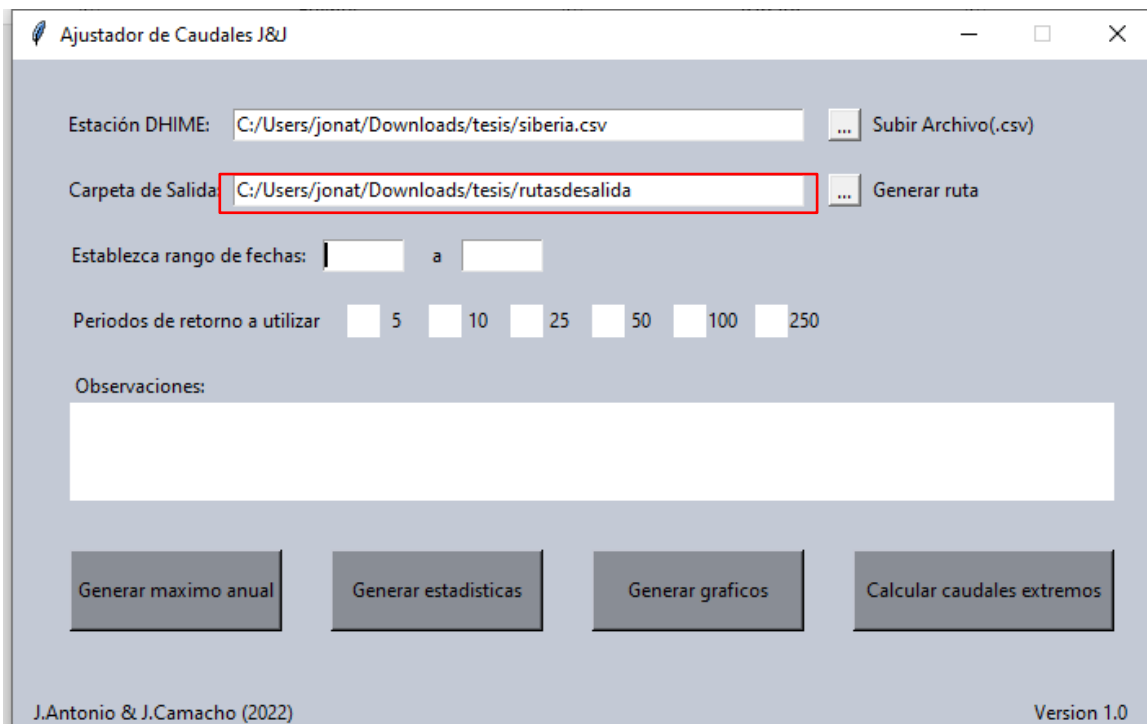 Ajustador de Caudales J&J
Estación DHIME: C:/Users/jonat/Downloads/tesis/siberia.csv ... Subir Archivo(.csv)
Carpeta de Salida: C:/Users/jonat/Downloads/tesis/rutasdesalida ... Generar ruta
Establezca rango de fechas: a
Periodos de retorno a utilizar 5 10 25 50 100 250
Observaciones:
Generar maximo anual Generar estadisticas Generar graficos Calcular caudales extremos
J.Antonio & J.Camacho (2022) Version 1.0